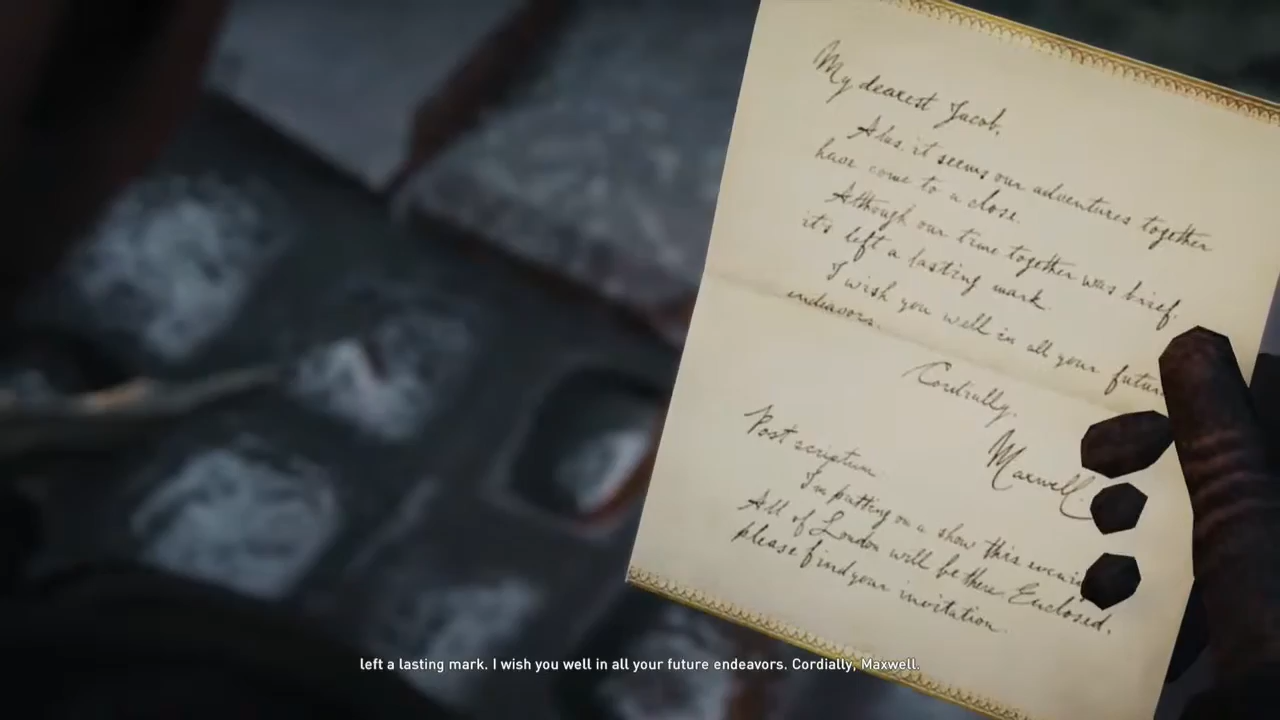 My dearest Jacob,
Alas, it seems our adventures together
have come to a close.
Although our time together was brief,
it's left a lasting mark.
I wish you well in all your future
endeavors.
Cordially,
Maxwell
Post scriptum:
I'm putting on a show this evening
All of London will be there. Enclosed,
please find your invitation.
left a lasting mark. I wish you well in all your future endeavors. Cordially, Maxwell.